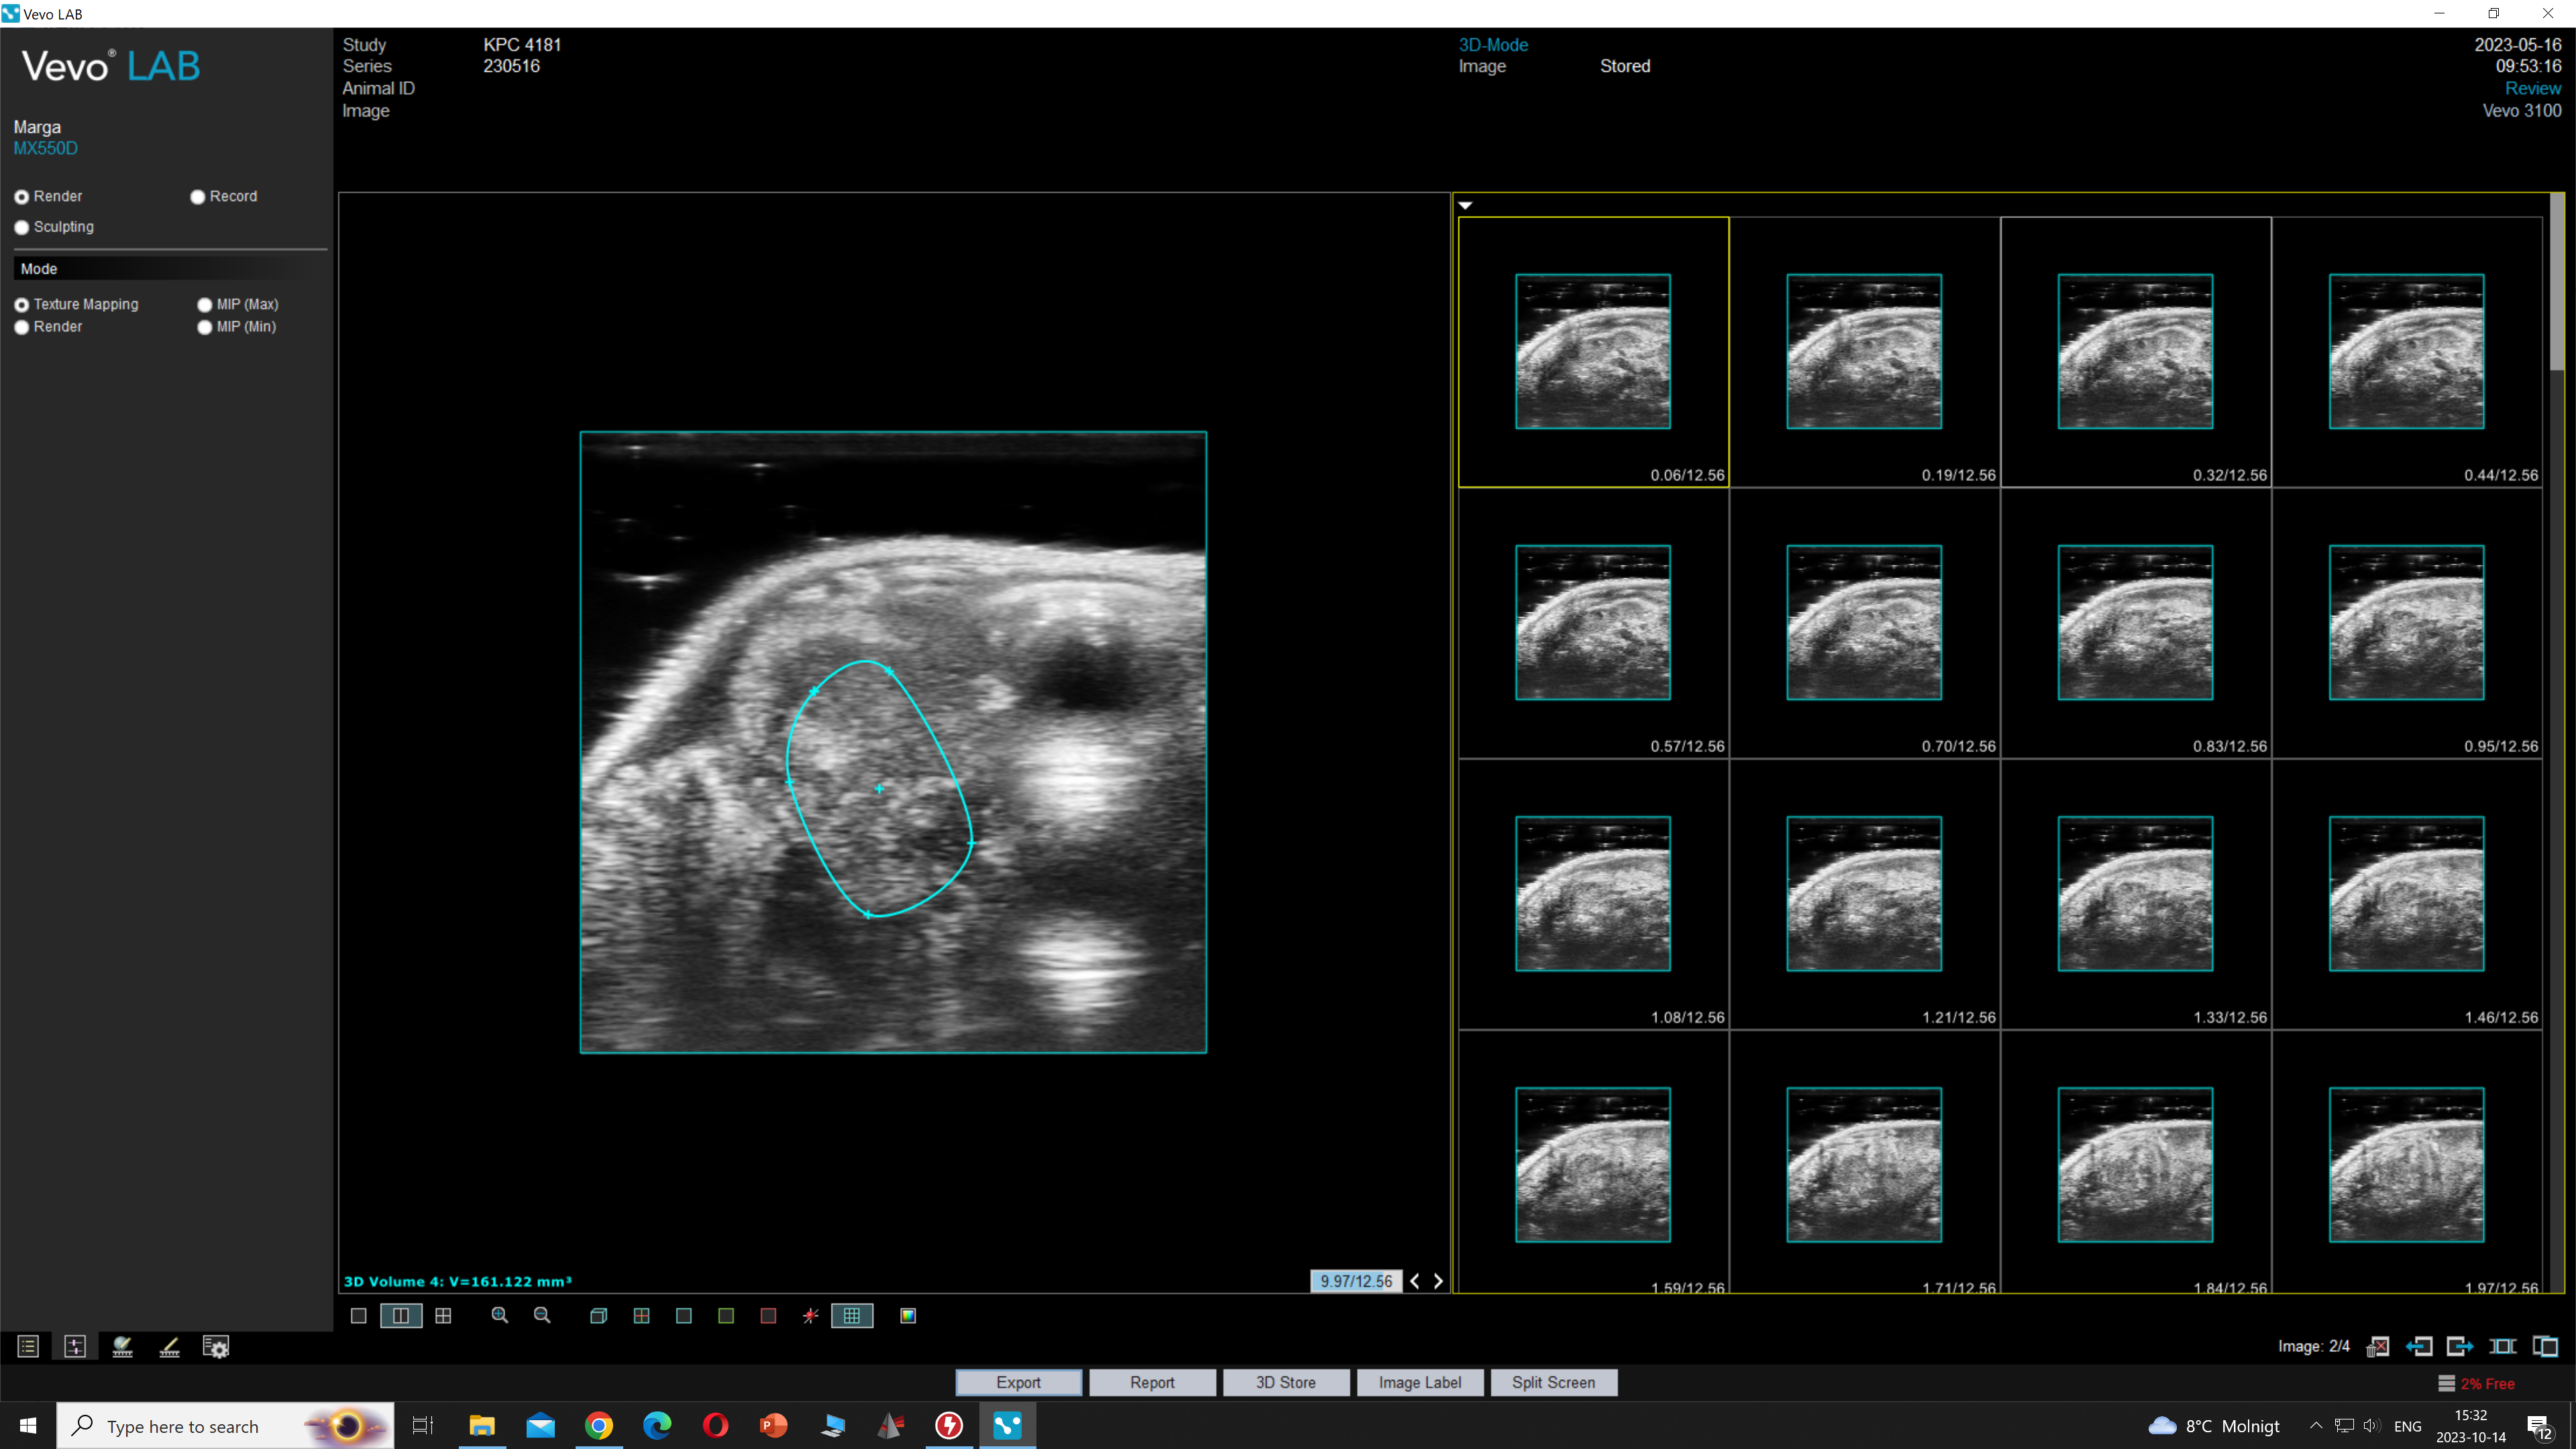 Vevo LAB
Vevo® LAB
Marga
MX550D
Render
Record
Sculpting
Mode
Texture Mapping
MIP (Max)
Render
MIP (Min)
Study KPC 4181
Series 230516
Animal ID
Image
3D-Mode
Image Stored
2023-05-16
09:53:16
Review
Vevo 3100
3D Volume 4: V=161.122 mm³
9.97/12.56
0.06/12.56
0.19/12.56
0.32/12.56
0.44/12.56
0.57/12.56
0.70/12.56
0.83/12.56
0.95/12.56
1.08/12.56
1.21/12.56
1.33/12.56
1.46/12.56
1.59/12.56
1.71/12.56
1.84/12.56
1.97/12.56
Image: 2/4
Export
Report
3D Store
Image Label
Split Screen
2% Free
Type here to search
8°C Molnigt
ENG
15:32
2023-10-14
12